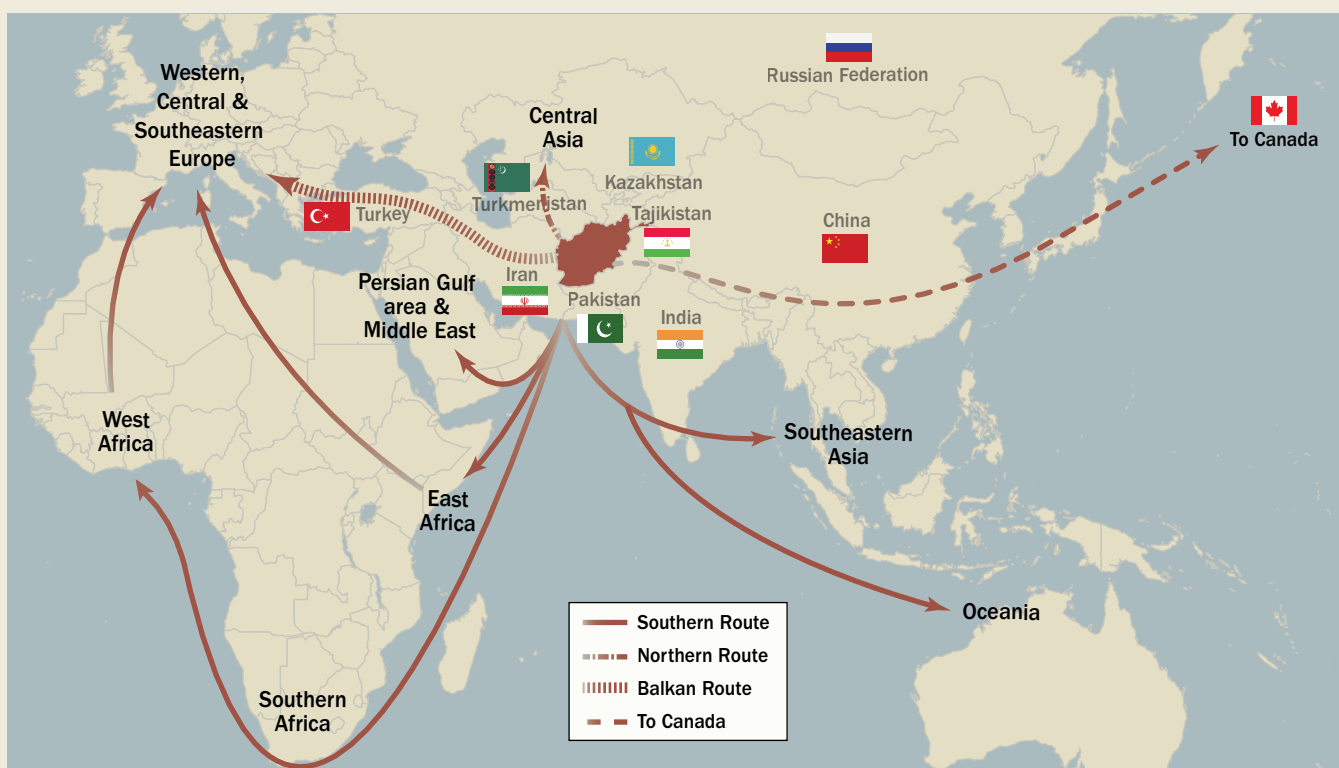 Russian Federation
Western,
Central &
Southeastern
Europe
Central
Asia
To Canada
Kazakhstan
Turkmenistan
Turkey
Tajikistan
China
Iran
Persian Gulf
area &
Middle East
Pakistan
India
West
Africa
Southeastern
Asia
East
Africa
Oceania
Southern
Africa
Southern Route
Northern Route
Balkan Route
To Canada